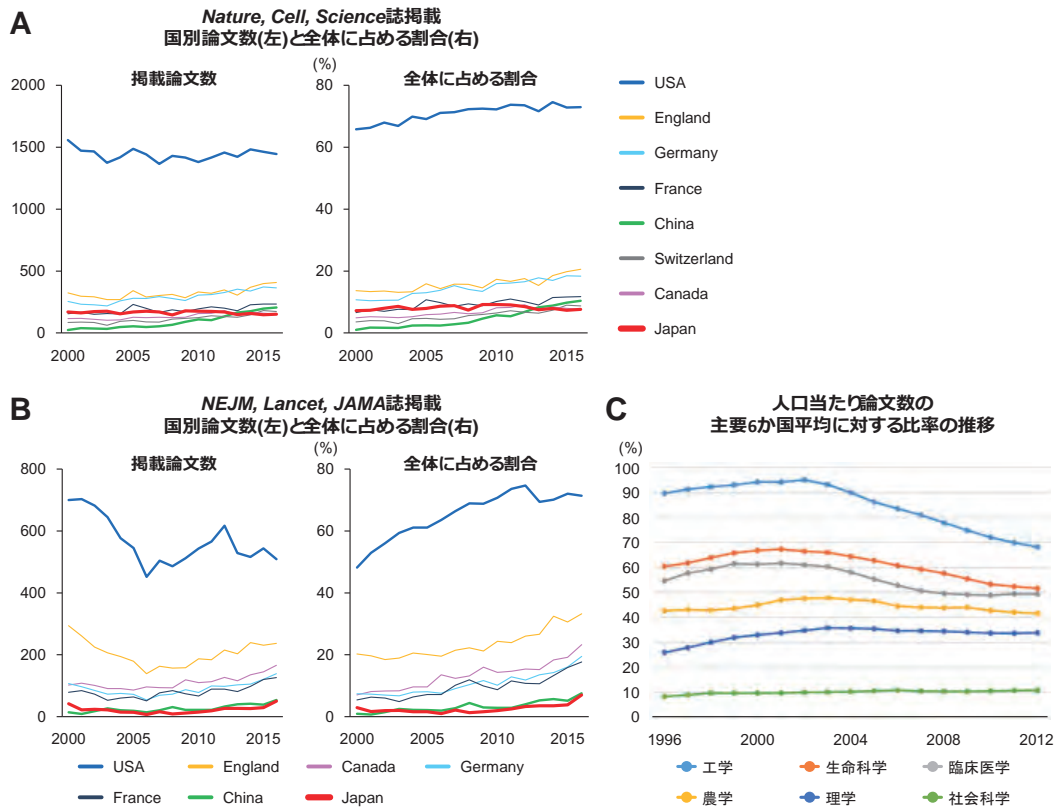 A
Nature, Cell, Science誌掲載
国別論文数(左)と全体に占める割合(右)
掲載論文数
2000
1500
1000
500
0
2000 2005 2010 2015
(%)
全体に占める割合
80
60
40
20
0
2000 2005 2010 2015
USA
England
Germany
France
China
Switzerland
Canada
Japan
B
NEJM, Lancet, JAMA誌掲載
国別論文数(左)と全体に占める割合(右)
掲載論文数
800
600
400
200
0
2000 2005 2010 2015
(%)
全体に占める割合
80
60
40
20
0
2000 2005 2010 2015
USA England Canada Germany
France China Japan
C
人口当たり論文数の
主要6か国平均に対する比率の推移
(%)
100
90
80
70
60
50
40
30
20
10
0
1996 2000 2004 2008 2012
工学 生命科学 臨床医学
農学 理学 社会科学